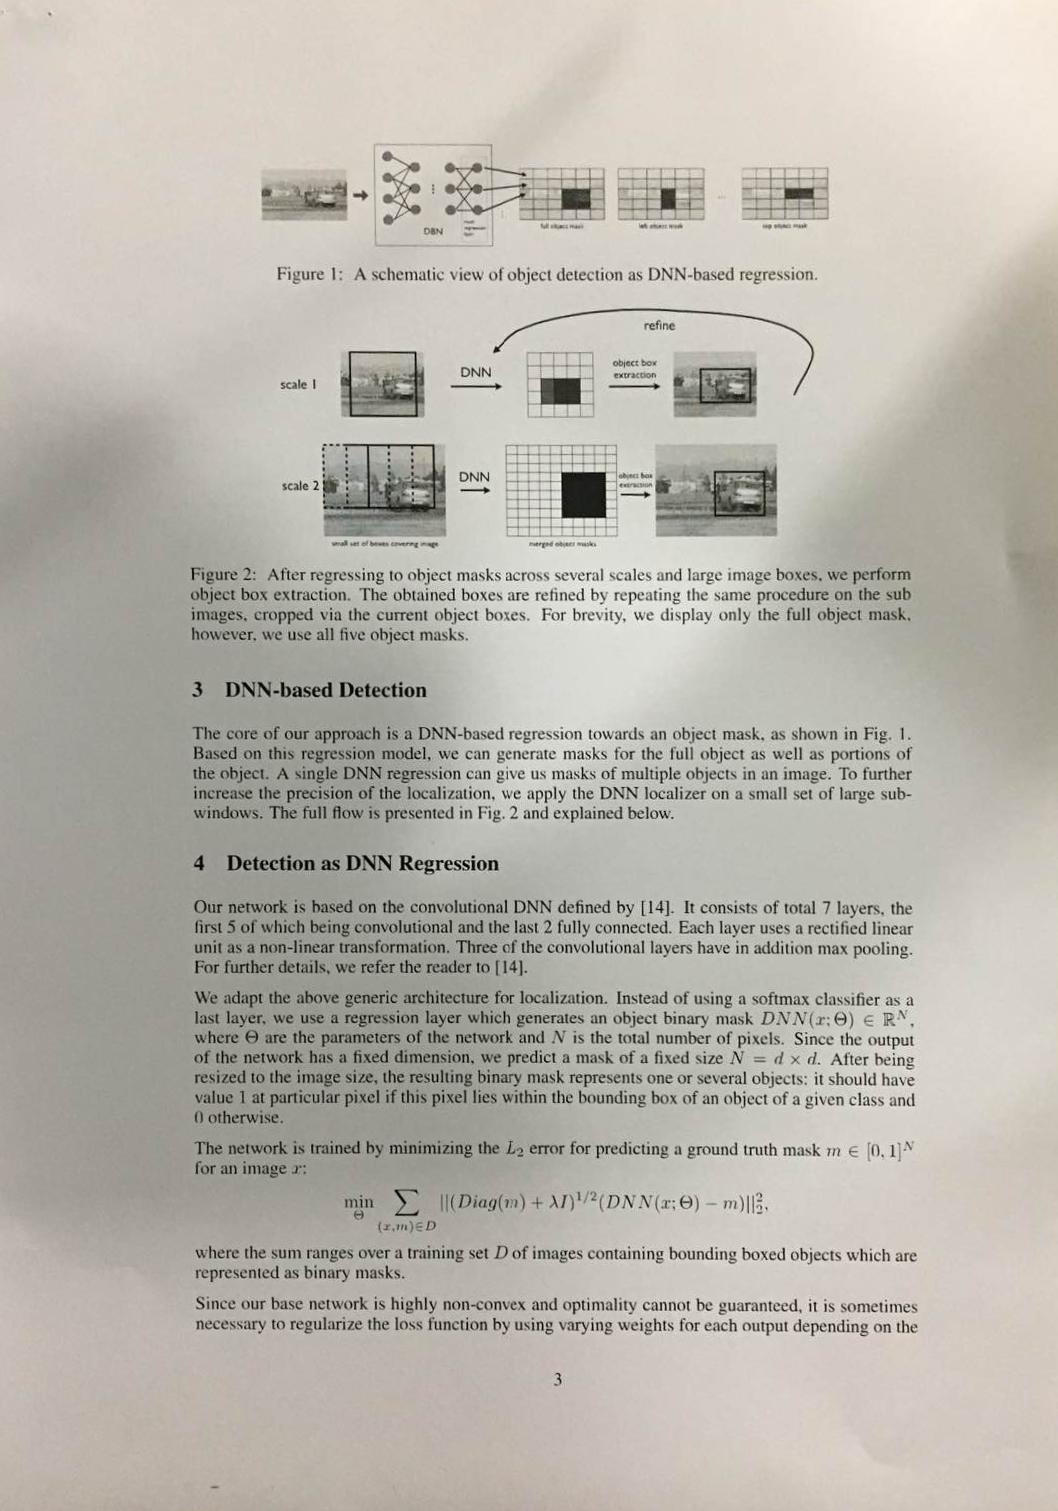 DBN
mask
regression
layer
full object mask
left object mask
top object mask
Figure 1: A schematic view of object detection as DNN-based regression.
refine
scale 1
DNN
object box
extraction
scale 2
DNN
object box
extraction
small set of boxes covering image
merged object masks
Figure 2: After regressing to object masks across several scales and large image boxes, we perform
object box extraction. The obtained boxes are refined by repeating the same procedure on the sub
images, cropped via the current object boxes. For brevity, we display only the full object mask,
however, we use all five object masks.
3 DNN-based Detection
The core of our approach is a DNN-based regression towards an object mask, as shown in Fig. 1.
Based on this regression model, we can generate masks for the full object as well as portions of
the object. A single DNN regression can give us masks of multiple objects in an image. To further
increase the precision of the localization, we apply the DNN localizer on a small set of large sub-
windows. The full flow is presented in Fig. 2 and explained below.
4 Detection as DNN Regression
Our network is based on the convolutional DNN defined by [14]. It consists of total 7 layers, the
first 5 of which being convolutional and the last 2 fully connected. Each layer uses a rectified linear
unit as a non-linear transformation. Three of the convolutional layers have in addition max pooling.
For further details, we refer the reader to [14].
We adapt the above generic architecture for localization. Instead of using a softmax classifier as a
last layer, we use a regression layer which generates an object binary mask DNN(x; Θ) ∈ ℝ^N,
where Θ are the parameters of the network and N is the total number of pixels. Since the output
of the network has a fixed dimension, we predict a mask of a fixed size N = d × d. After being
resized to the image size, the resulting binary mask represents one or several objects: it should have
value 1 at particular pixel if this pixel lies within the bounding box of an object of a given class and
0 otherwise.
The network is trained by minimizing the L₂ error for predicting a ground truth mask m ∈ [0, 1]^N
for an image x:
min_Θ ∑_{(x,m)∈D} ||(Diag(m) + λI)^{1/2}(DNN(x; Θ) − m)||₂²,
where the sum ranges over a training set D of images containing bounding boxed objects which are
represented as binary masks.
Since our base network is highly non-convex and optimality cannot be guaranteed, it is sometimes
necessary to regularize the loss function by using varying weights for each output depending on the
3